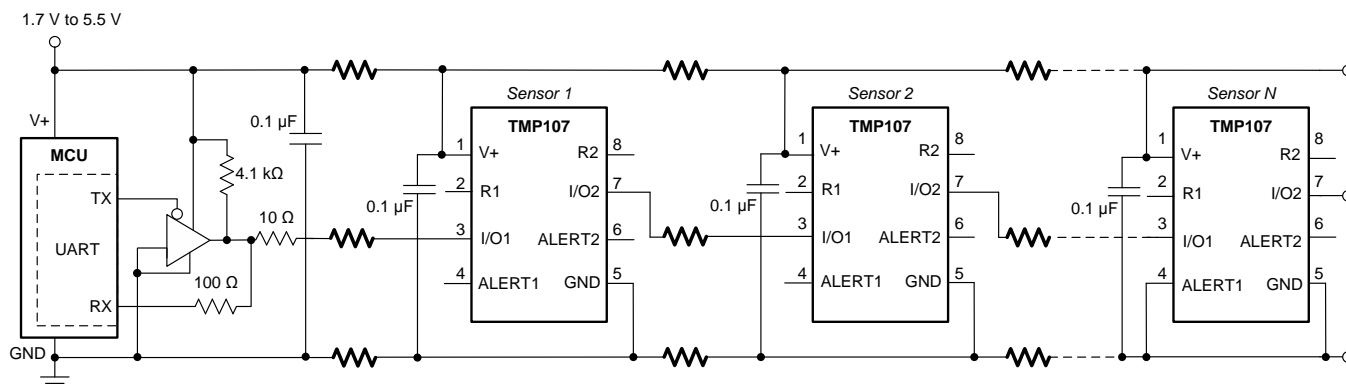 1.7 V to 5.5 V
V+
MCU
TX
UART
RX
GND
4.1 kΩ
10 Ω
100 Ω
0.1 µF
Sensor 1
TMP107
0.1 µF
1
V+
2
R1
3
I/O1
4
ALERT1
8
R2
7
I/O2
6
ALERT2
5
GND
Sensor 2
TMP107
0.1 µF
1
V+
2
R1
3
I/O1
4
ALERT1
8
R2
7
I/O2
6
ALERT2
5
GND
Sensor N
TMP107
0.1 µF
1
V+
2
R1
3
I/O1
4
ALERT1
8
R2
7
I/O2
6
ALERT2
5
GND